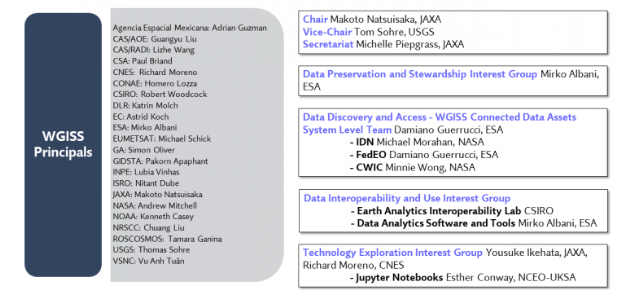 WGISS
Principals
Agencia Espacial Mexicana: Adrian Guzman
CAS/AOE: Guangyu Liu
CAS/RADI: Lizhe Wang
CSA: Paul Briand
CNES: Richard Moreno
CONAE: Homero Lozza
CSIRO: Robert Woodcock
DLR: Katrin Molch
EC: Astrid Koch
ESA: Mirko Albani
EUMETSAT: Michael Schick
GA: Simon Oliver
GIDSTA: Pakorn Apaphant
INPE: Lubia Vinhas
ISRO: Nitant Dube
JAXA: Makoto Natsuisaka
NASA: Andrew Mitchell
NOAA: Kenneth Casey
NRSCC: Chuang Liu
ROSCOSMOS: Tamara Ganina
USGS: Thomas Sohre
VSNC: Vu Anh Tuân
Chair Makoto Natsuisaka, JAXA
Vice-Chair Tom Sohre, USGS
Secretariat Michelle Piepgrass, JAXA
Data Preservation and Stewardship Interest Group Mirko Albani,
ESA
Data Discovery and Access - WGISS Connected Data Assets
System Level Team Damiano Guerrucci, ESA
- IDN Michael Morahan, NASA
- FedEO Damiano Guerrucci, ESA
- CWIC Minnie Wong, NASA
Data Interoperability and Use Interest Group
- Earth Analytics Interoperability Lab CSIRO
- Data Analytics Software and Tools Mirko Albani, ESA
Technology Exploration Interest Group Yousuke Ikehata, JAXA,
Richard Moreno, CNES
- Jupyter Notebooks Esther Conway, NCEO-UKSA